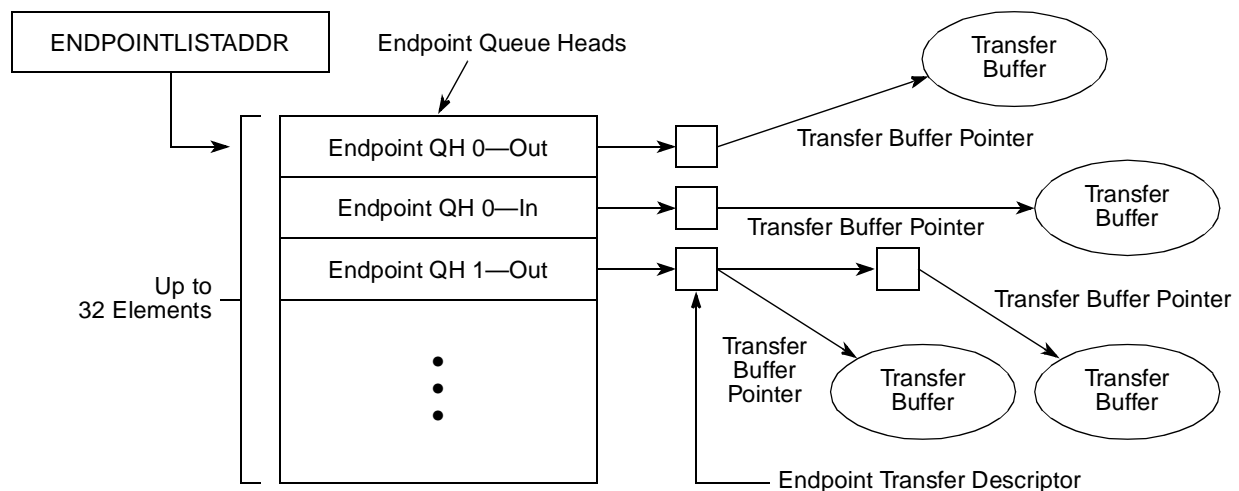 ENDPOINTLISTADDR
Endpoint Queue Heads
Transfer
Buffer
Transfer Buffer Pointer
Endpoint QH 0—Out
Endpoint QH 0—In
Transfer Buffer Pointer
Transfer
Buffer
Endpoint QH 1—Out
Up to
32 Elements
Transfer Buffer Pointer
Transfer
Buffer
Pointer
Transfer
Buffer
Transfer
Buffer
Endpoint Transfer Descriptor